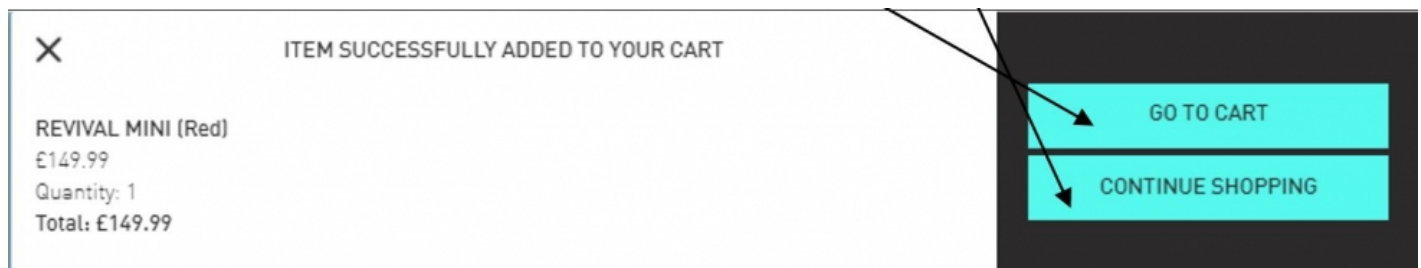 ITEM SUCCESSFULLY ADDED TO YOUR CART
REVIVAL MINI (Red)
£149.99
Quantity: 1
Total: £149.99
GO TO CART
CONTINUE SHOPPING